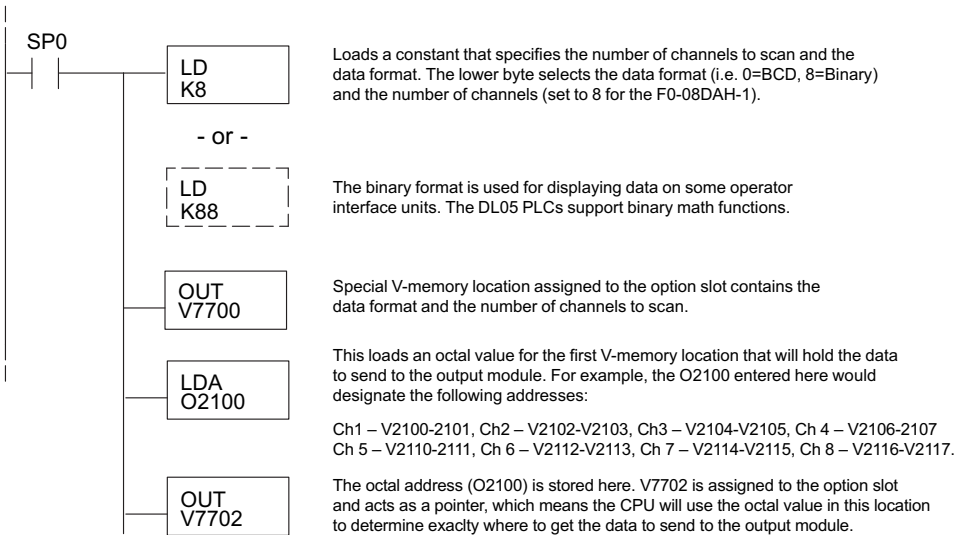 SP0
LD
K8
Loads a constant that specifies the number of channels to scan and the
data format. The lower byte selects the data format (i.e. 0=BCD, 8=Binary)
and the number of channels (set to 8 for the F0-08DAH-1).
- or -
LD
K88
The binary format is used for displaying data on some operator
interface units. The DL05 PLCs support binary math functions.
OUT
V7700
Special V-memory location assigned to the option slot contains the
data format and the number of channels to scan.
LDA
O2100
This loads an octal value for the first V-memory location that will hold the data
to send to the output module. For example, the O2100 entered here would
designate the following addresses:
Ch1 – V2100-2101, Ch2 – V2102-V2103, Ch3 – V2104-V2105, Ch 4 – V2106-2107
Ch 5 – V2110-2111, Ch 6 – V2112-V2113, Ch 7 – V2114-V2115, Ch 8 – V2116-V2117.
OUT
V7702
The octal address (O2100) is stored here. V7702 is assigned to the option slot
and acts as a pointer, which means the CPU will use the octal value in this location
to determine exaclty where to get the data to send to the output module.